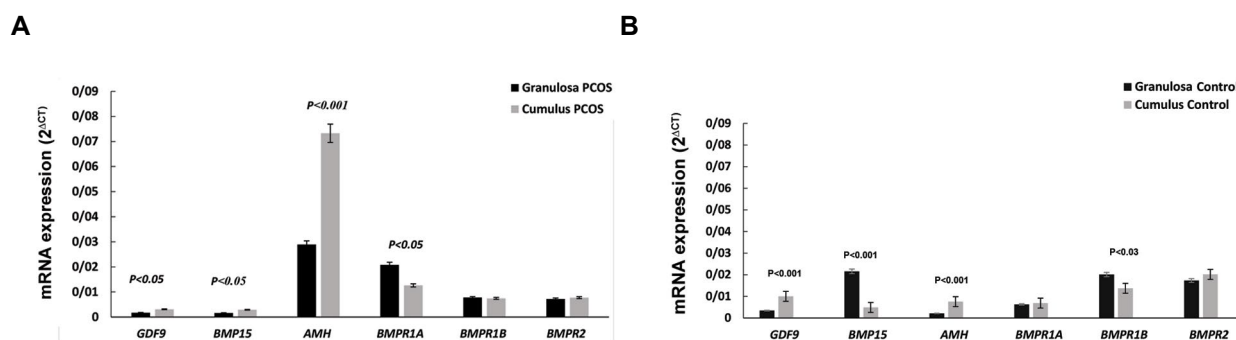 A
mRNA expression (2ΔCT)
0/09
0/08
0/07
0/06
0/05
0/04
0/03
0/02
0/01
0
Granulosa PCOS
Cumulus PCOS
P<0.05
P<0.05
P<0.001
P<0.05
GDF9 BMP15 AMH BMPR1A BMPR1B BMPR2
B
mRNA expression (2ΔCT)
0/09
0/08
0/07
0/06
0/05
0/04
0/03
0/02
0/01
0
Granulosa Control
Cumulus Control
P<0.001
P<0.001
P<0.001
P<0.03
GDF9 BMP15 AMH BMPR1A BMPR1B BMPR2